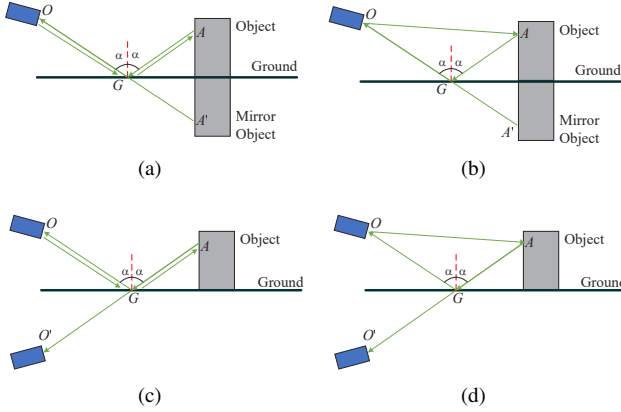 O
α α
A
Object
Ground
G
A'
Mirror
Object
(a)
O
α α
A
Object
Ground
G
A'
Mirror
Object
(b)
O
α α
A
Object
Ground
G
O'
(c)
O
α α
A
Object
Ground
G
O'
(d)